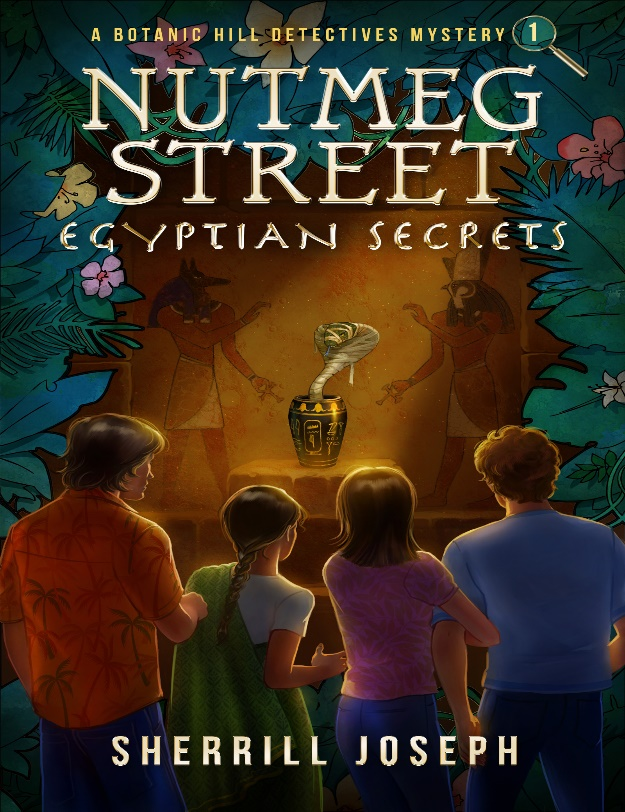 A BOTANIC HILL DETECTIVES MYSTERY 1
NUTMEG
STREET
EGYPTIAN SECRETS
SHERRILL JOSEPH